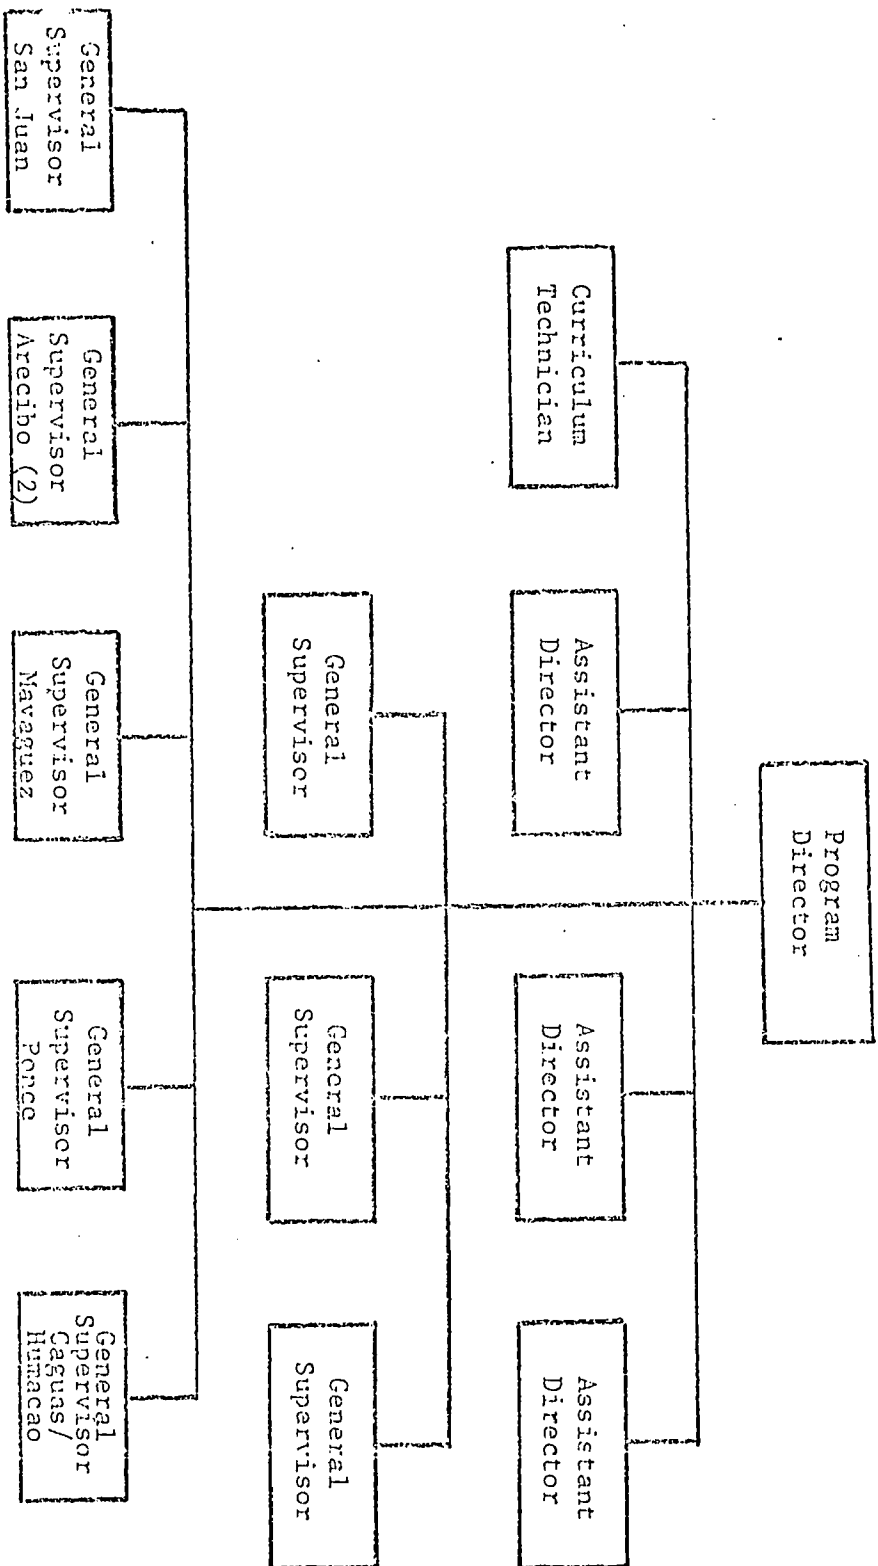 Program
Director
Curriculum
Technician
Assistant
Director
Assistant
Director
Assistant
Director
General
Supervisor
General
Supervisor
General
Supervisor
General
Supervisor
San Juan
General
Supervisor
Arecibo (2)
General
Supervisor
Mayaguez
General
Supervisor
Ponce
General
Supervisor
Caguas/
Humacao